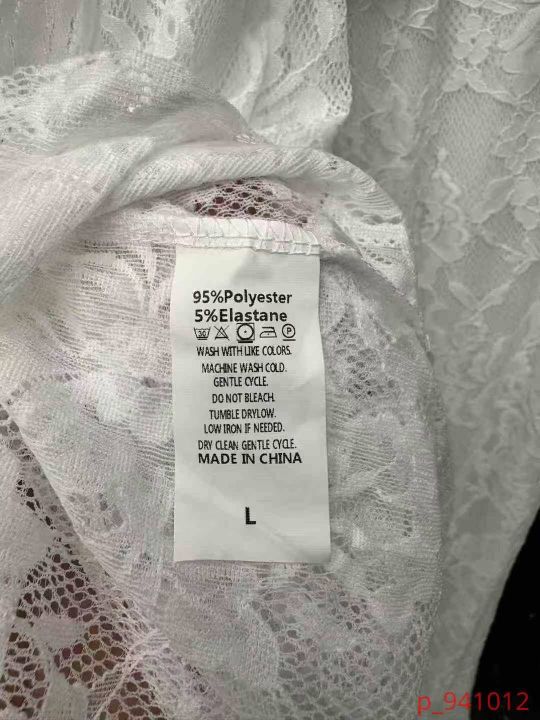 95%Polyester
5%Elastane
30 P
WASH WITH LIKE COLORS.
MACHINE WASH COLD.
GENTLE CYCLE.
DO NOT BLEACH.
TUMBLE DRYLOW.
LOW IRON IF NEEDED.
DRY CLEAN GENTLE CYCLE.
MADE IN CHINA
L
p_941012